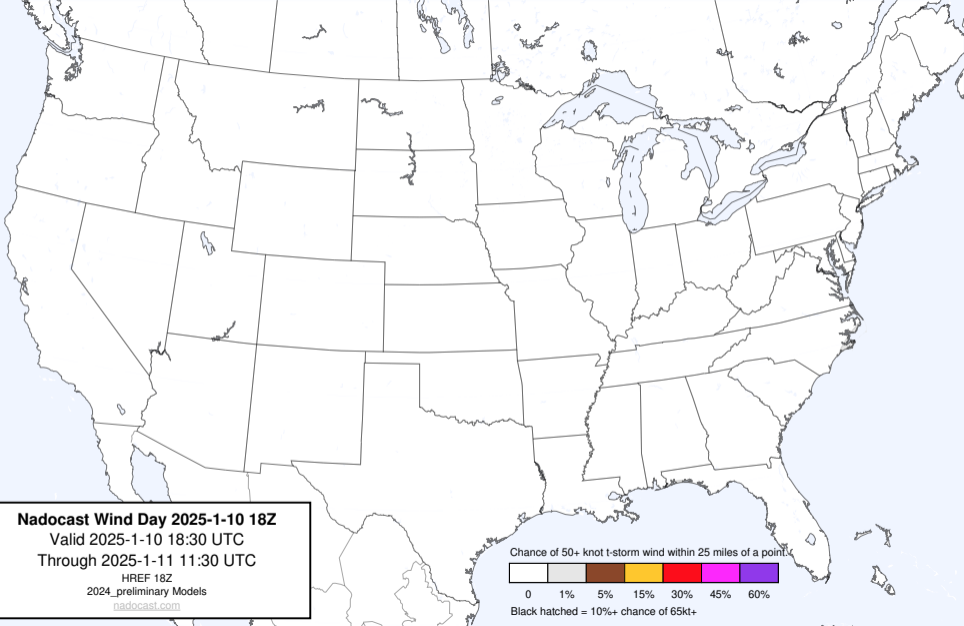 Nadocast Wind Day 2025-1-10 18Z
Valid 2025-1-10 18:30 UTC
Through 2025-1-11 11:30 UTC
HREF 18Z
2024_preliminary Models
nadocast.com
Chance of 50+ knot t-storm wind within 25 miles of a point.
0 1% 5% 15% 30% 45% 60%
Black hatched = 10%+ chance of 65kt+